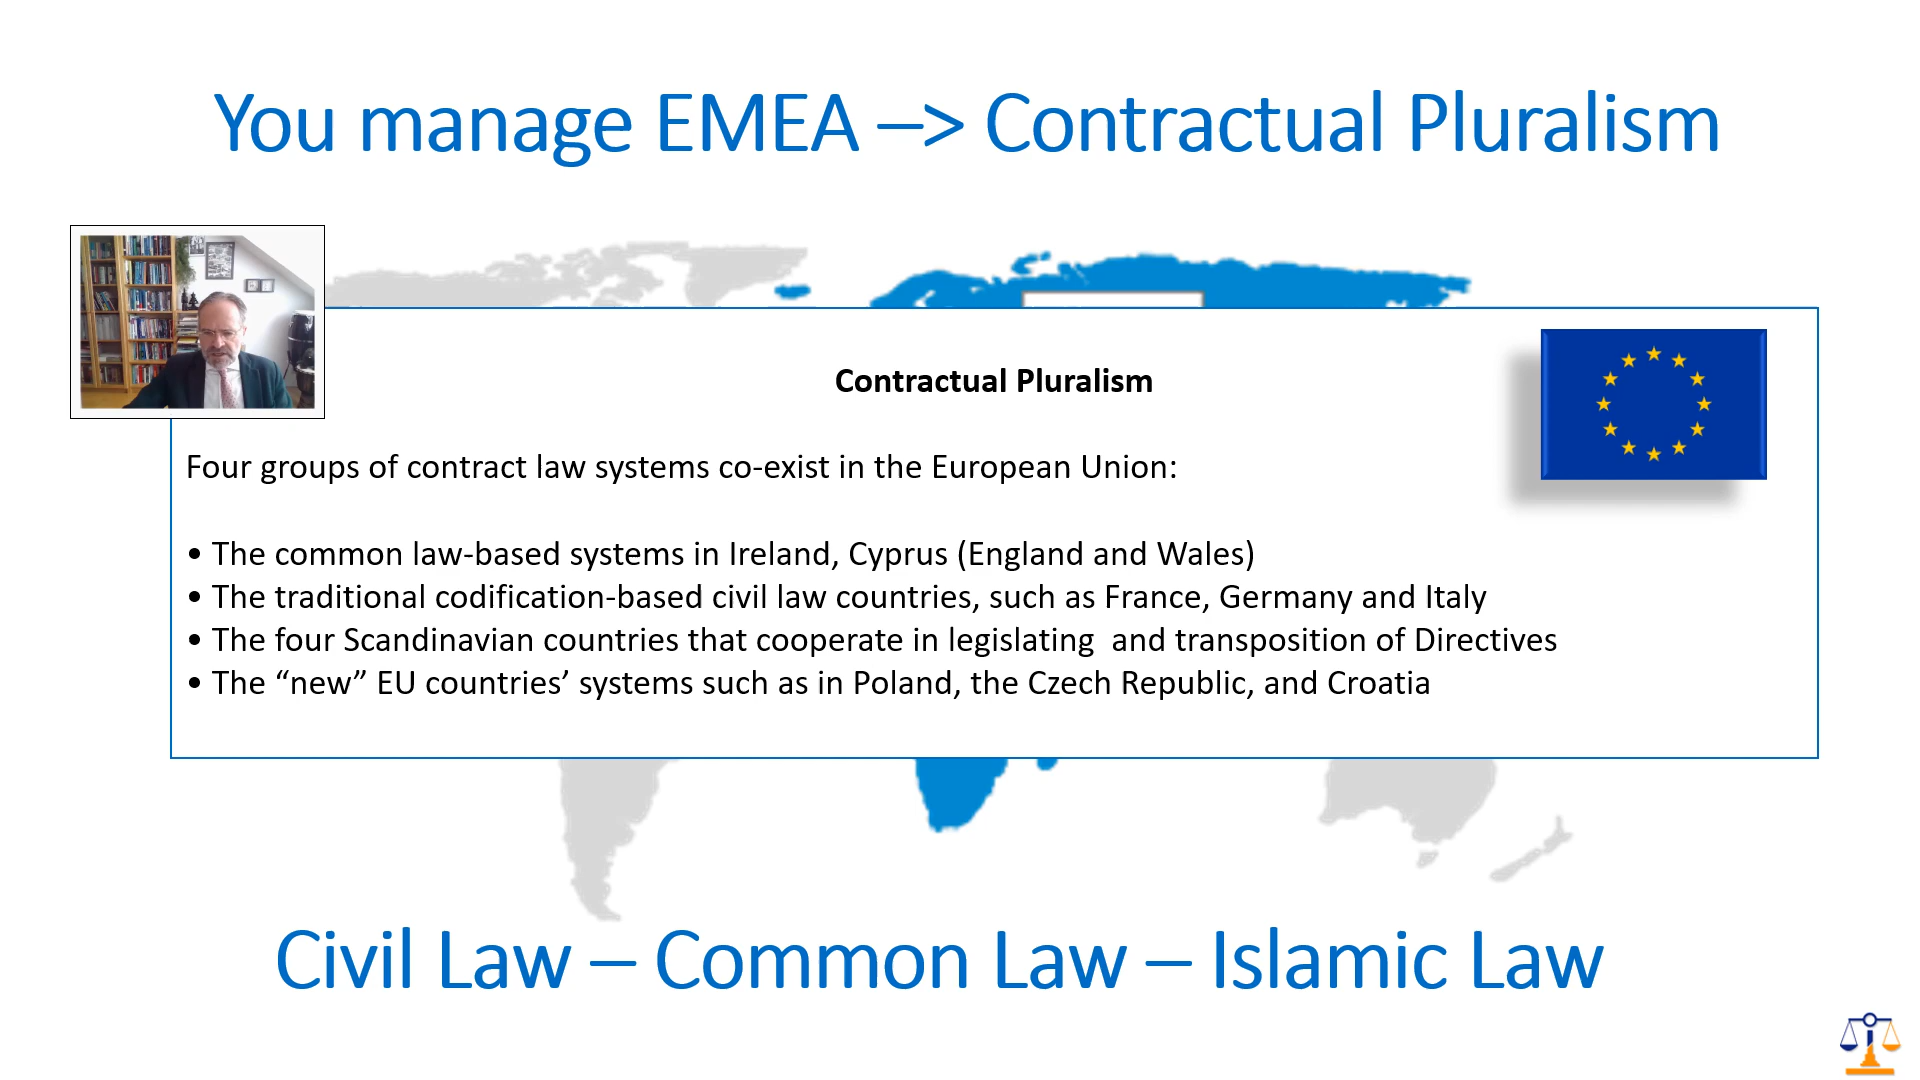 You manage EMEA –> Contractual Pluralism
Contractual Pluralism
Four groups of contract law systems co-exist in the European Union:
• The common law-based systems in Ireland, Cyprus (England and Wales)
• The traditional codification-based civil law countries, such as France, Germany and Italy
• The four Scandinavian countries that cooperate in legislating  and transposition of Directives
• The “new” EU countries’ systems such as in Poland, the Czech Republic, and Croatia
Civil Law – Common Law – Islamic Law